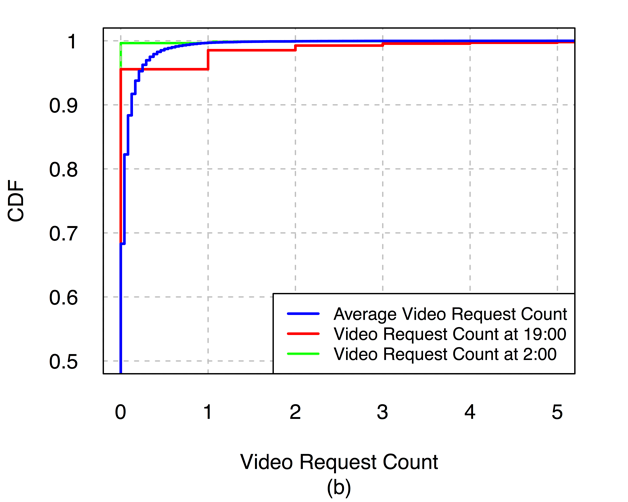 1
0.9
0.8
0.7
0.6
0.5
CDF
Average Video Request Count
Video Request Count at 19:00
Video Request Count at 2:00
0 1 2 3 4 5
Video Request Count
(b)